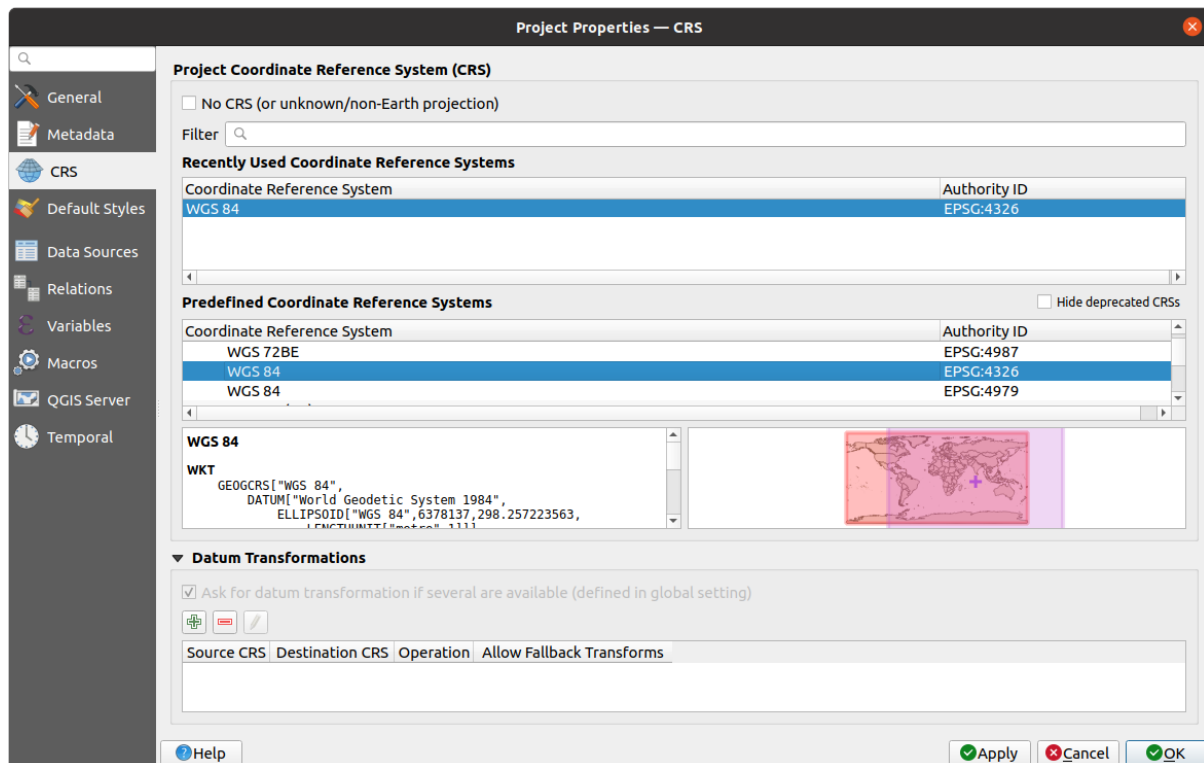 Project Properties — CRS
General
Metadata
CRS
Default Styles
Data Sources
Relations
Variables
Macros
QGIS Server
Temporal
Project Coordinate Reference System (CRS)
No CRS (or unknown/non-Earth projection)
Filter
Recently Used Coordinate Reference Systems
Coordinate Reference System Authority ID
WGS 84 EPSG:4326
Predefined Coordinate Reference Systems Hide deprecated CRSs
Coordinate Reference System Authority ID
WGS 72BE EPSG:4987
WGS 84 EPSG:4326
WGS 84 EPSG:4979
WGS 84
WKT
GEOGCRS["WGS 84",
DATUM["World Geodetic System 1984",
ELLIPSOID["WGS 84",6378137,298.257223563,
LENGTHUNIT["metre",1]]]
Datum Transformations
Ask for datum transformation if several are available (defined in global setting)
Source CRS Destination CRS Operation Allow Fallback Transforms
Help Apply Cancel OK